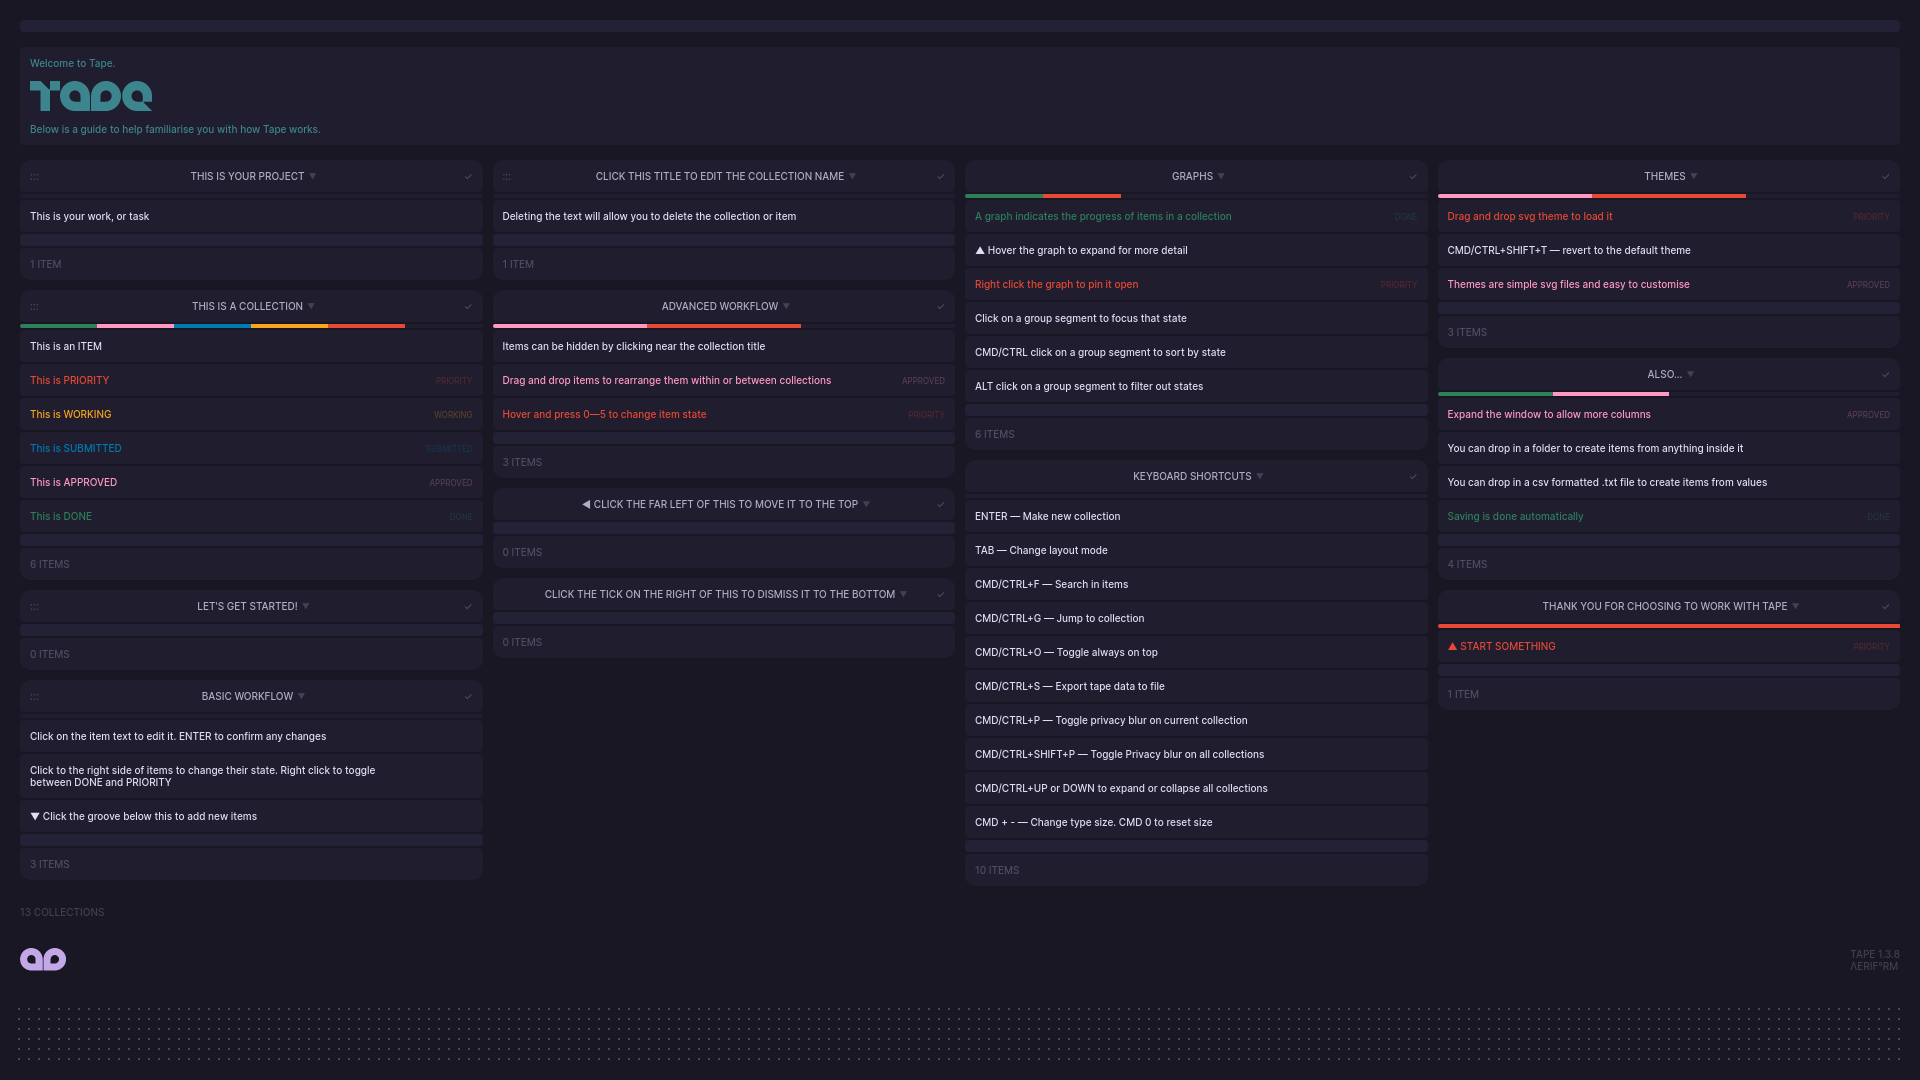 Welcome to Tape.
TAPE
Below is a guide to help familiarise you with how Tape works.
::: THIS IS YOUR PROJECT ▼ ✓
This is your work, or task
1 ITEM
::: THIS IS A COLLECTION ▼ ✓
This is an ITEM
This is PRIORITY PRIORITY
This is WORKING WORKING
This is SUBMITTED SUBMITTED
This is APPROVED APPROVED
This is DONE DONE
6 ITEMS
::: LET'S GET STARTED! ▼ ✓
0 ITEMS
::: BASIC WORKFLOW ▼ ✓
Click on the item text to edit it. ENTER to confirm any changes
Click to the right side of items to change their state. Right click to toggle
between DONE and PRIORITY
▼ Click the groove below this to add new items
3 ITEMS
::: CLICK THIS TITLE TO EDIT THE COLLECTION NAME ▼ ✓
Deleting the text will allow you to delete the collection or item
1 ITEM
ADVANCED WORKFLOW ▼ ✓
Items can be hidden by clicking near the collection title
Drag and drop items to rearrange them within or between collections APPROVED
Hover and press 0—5 to change item state PRIORITY
3 ITEMS
◀ CLICK THE FAR LEFT OF THIS TO MOVE IT TO THE TOP ▼ ✓
0 ITEMS
CLICK THE TICK ON THE RIGHT OF THIS TO DISMISS IT TO THE BOTTOM ▼ ✓
0 ITEMS
GRAPHS ▼ ✓
A graph indicates the progress of items in a collection DONE
▲ Hover the graph to expand for more detail
Right click the graph to pin it open PRIORITY
Click on a group segment to focus that state
CMD/CTRL click on a group segment to sort by state
ALT click on a group segment to filter out states
6 ITEMS
KEYBOARD SHORTCUTS ▼ ✓
ENTER — Make new collection
TAB — Change layout mode
CMD/CTRL+F — Search in items
CMD/CTRL+G — Jump to collection
CMD/CTRL+O — Toggle always on top
CMD/CTRL+S — Export tape data to file
CMD/CTRL+P — Toggle privacy blur on current collection
CMD/CTRL+SHIFT+P — Toggle Privacy blur on all collections
CMD/CTRL+UP or DOWN to expand or collapse all collections
CMD + - — Change type size. CMD 0 to reset size
10 ITEMS
THEMES ▼ ✓
Drag and drop svg theme to load it PRIORITY
CMD/CTRL+SHIFT+T — revert to the default theme
Themes are simple svg files and easy to customise APPROVED
3 ITEMS
ALSO... ▼ ✓
Expand the window to allow more columns APPROVED
You can drop in a folder to create items from anything inside it
You can drop in a csv formatted .txt file to create items from values
Saving is done automatically DONE
4 ITEMS
THANK YOU FOR CHOOSING TO WORK WITH TAPE ▼ ✓
▲ START SOMETHING PRIORITY
1 ITEM
13 COLLECTIONS
TAPE 1.3.8
ΛERIF°RM